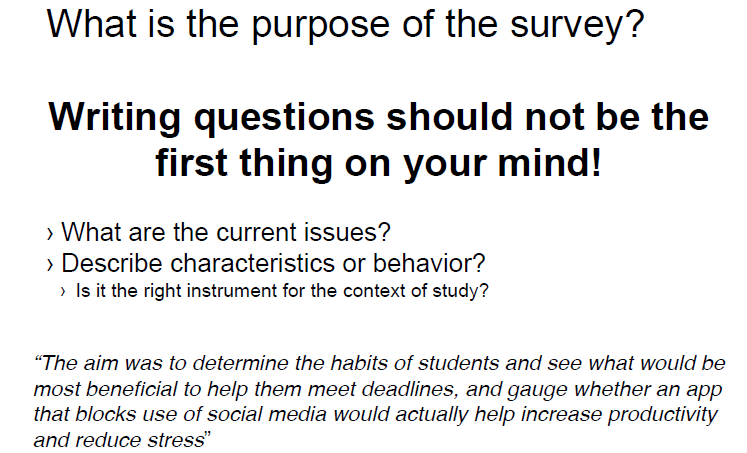 What is the purpose of the survey?
Writing questions should not be the
first thing on your mind!
› What are the current issues?
› Describe characteristics or behavior?
› Is it the right instrument for the context of study?
“The aim was to determine the habits of students and see what would be
most beneficial to help them meet deadlines, and gauge whether an app
that blocks use of social media would actually help increase productivity
and reduce stress”